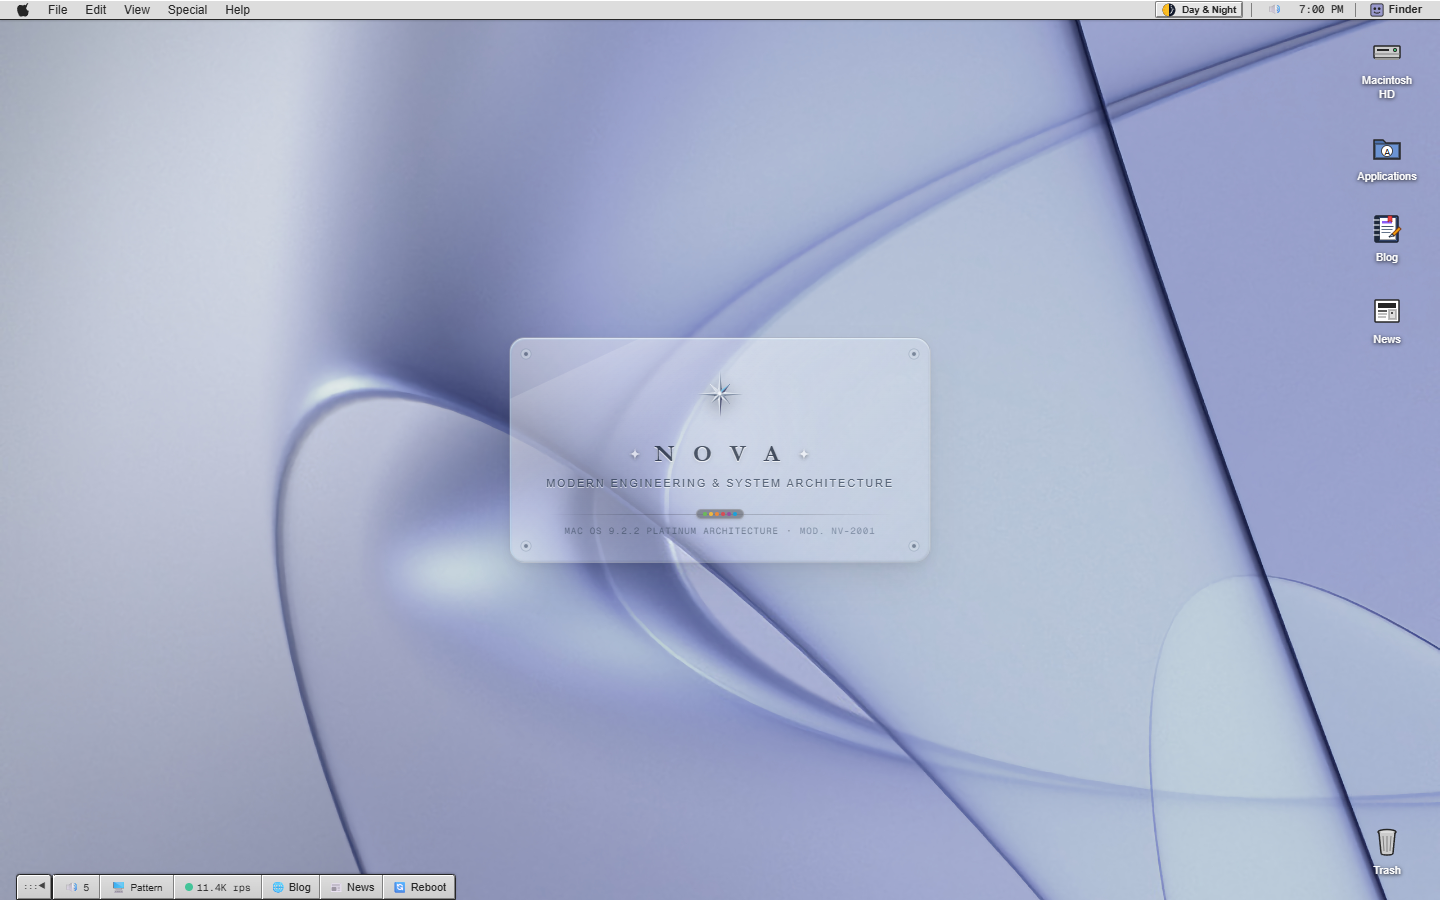 File Edit View Special Help
Day & Night 7:00 PM Finder
Macintosh
HD
Applications
Blog
News
NOVA
MODERN ENGINEERING & SYSTEM ARCHITECTURE
MAC OS 9.2.2 PLATINUM ARCHITECTURE · MOD. NV-2001
Trash
5 Pattern 11.4K rps Blog News Reboot